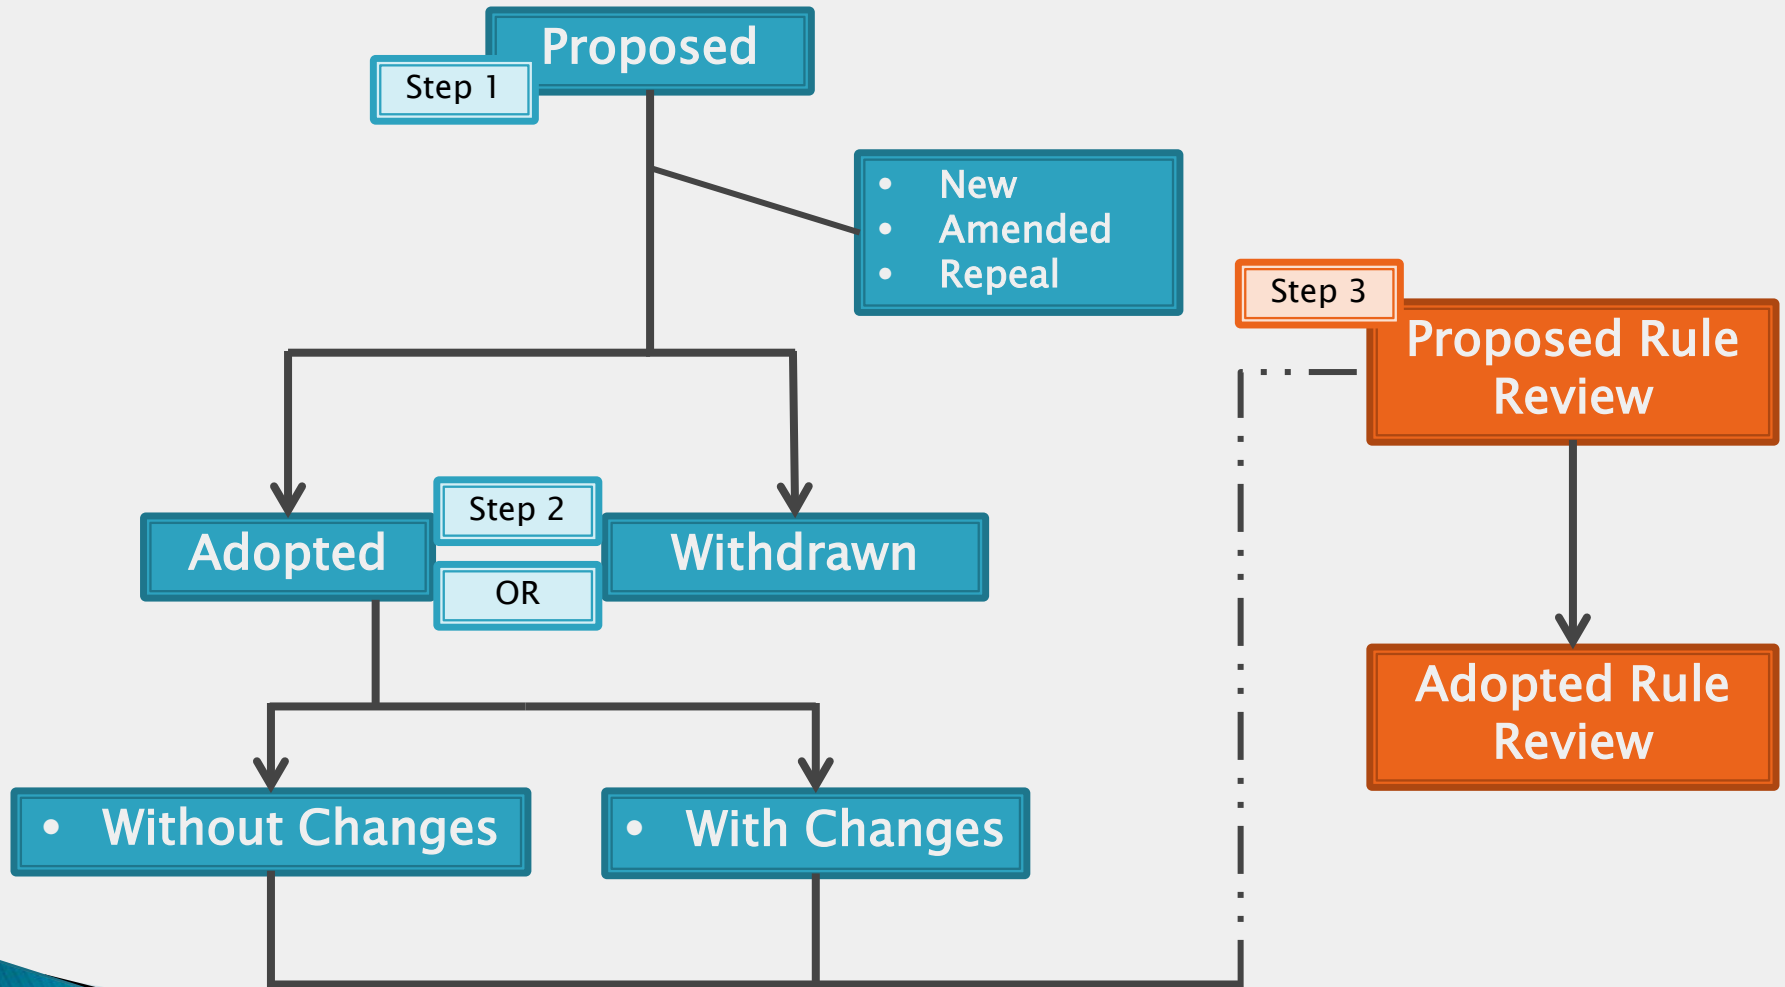 Proposed
Step 1
• New
• Amended
• Repeal
Step 3
Proposed Rule
Review
Step 2
Adopted
Withdrawn
OR
Adopted Rule
Review
• Without Changes
• With Changes